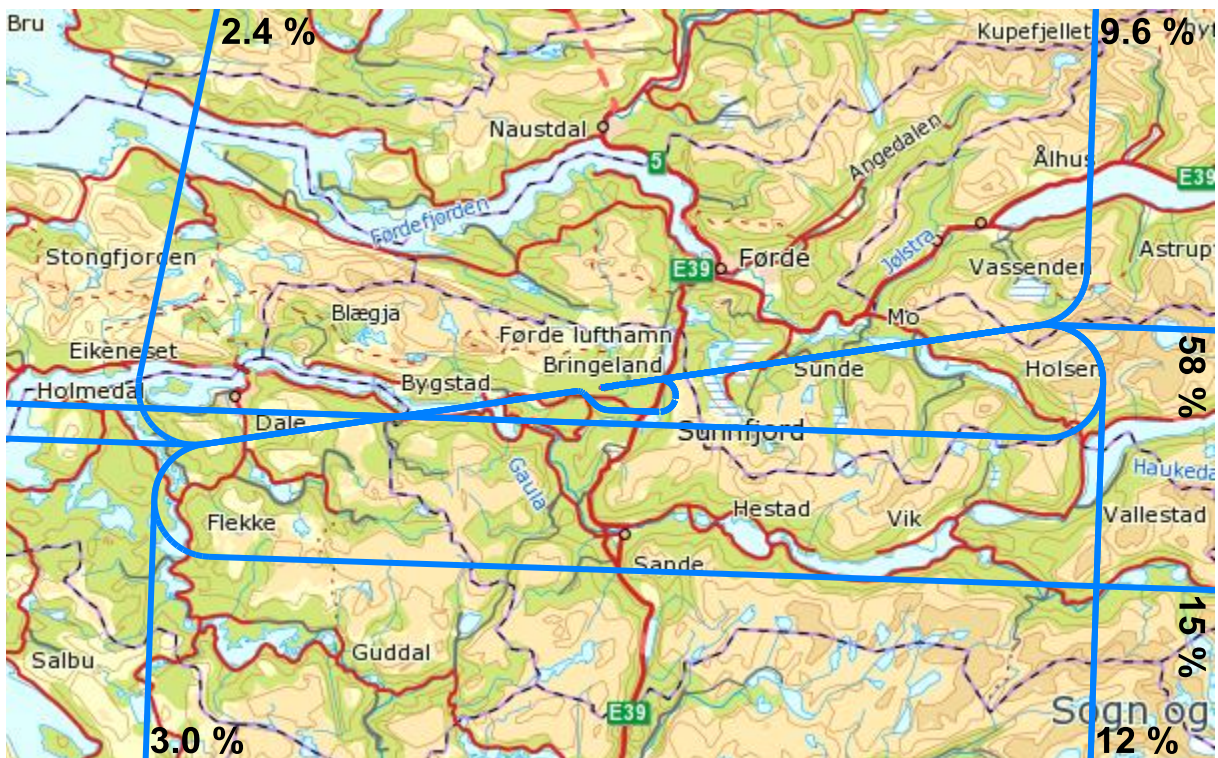 Bru
2.4 %
Kupefjellet
9.6 %
Naustdal
5
Angedalen
Ålhus
E39
Førdefjorden
Stongfjorden
E39
Førde
Jølstra
Vassenden
Astrup
Blægja
Førde lufthamn
Mo
Eikeneset
Bringeland
Sunde
Holsen
58 %
Holmedal
Bygstad
Dale
Sunnfjord
Gaula
Haukeda
Flekke
Hestad
Vik
Vallestad
Sande
15 %
Salbu
Guddal
E39
Sogn og
3.0 %
12 %